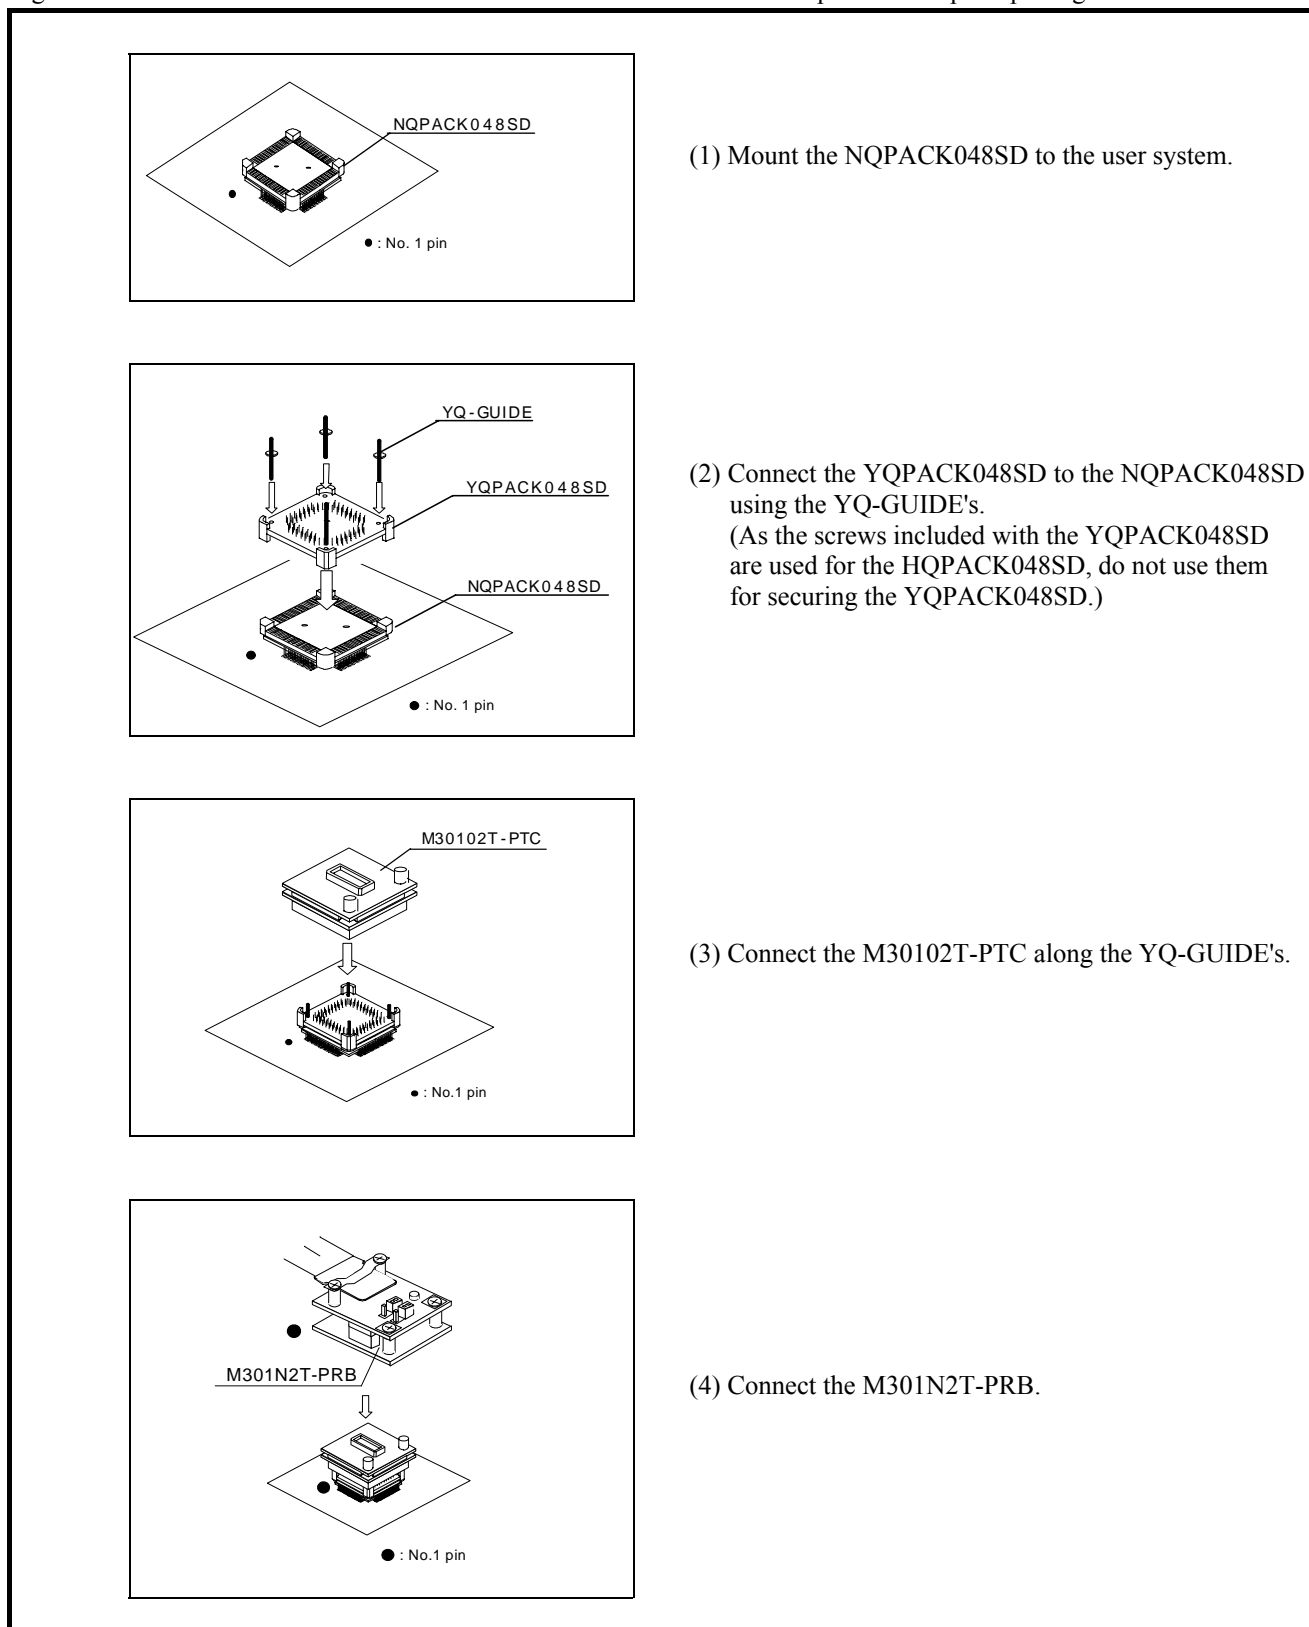 NQPACK048SD
● : No. 1 pin
(1) Mount the NQPACK048SD to the user system.
YQ-GUIDE
YQPACK048SD
NQPACK048SD
● : No. 1 pin
(2) Connect the YQPACK048SD to the NQPACK048SD
using the YQ-GUIDE's.
(As the screws included with the YQPACK048SD
are used for the HQPACK048SD, do not use them
for securing the YQPACK048SD.)
M30102T-PTC
● : No.1 pin
(3) Connect the M30102T-PTC along the YQ-GUIDE's.
M301N2T-PRB
● : No.1 pin
(4) Connect the M301N2T-PRB.